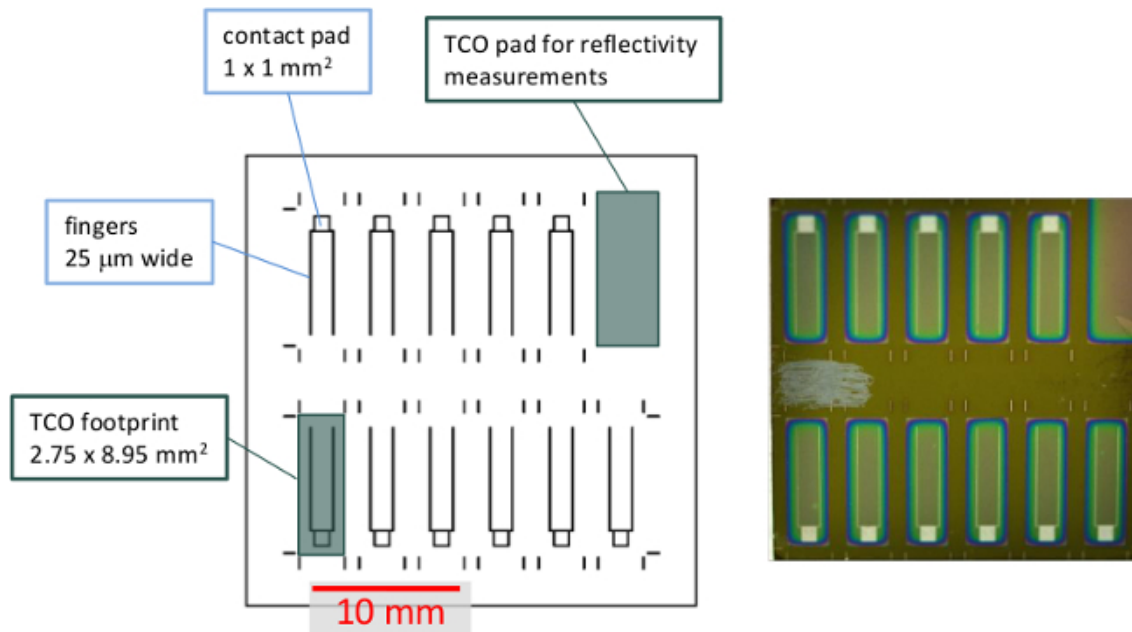 contact pad
1 x 1 mm²
TCO pad for reflectivity
measurements
fingers
25 μm wide
TCO footprint
2.75 x 8.95 mm²
10 mm